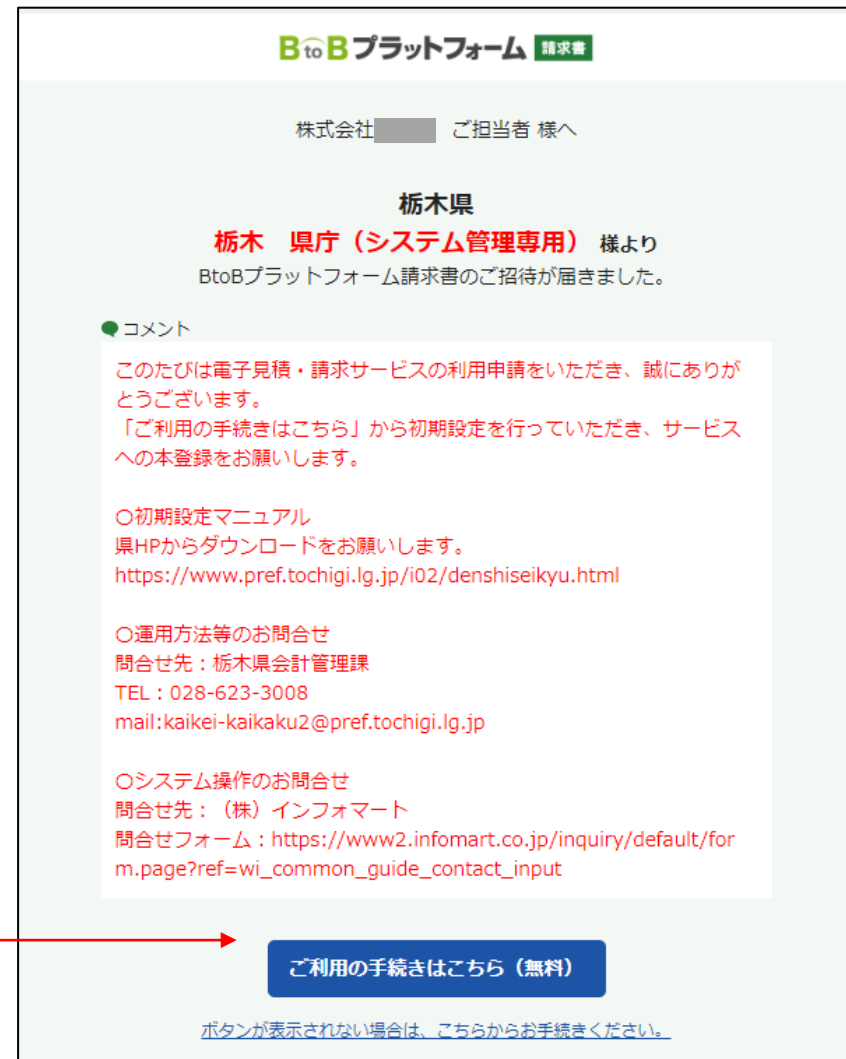 BtoBプラットフォーム 請求書
株式会社 ご担当者 様へ
栃木県
栃木　県庁（システム管理専用） 様より
BtoBプラットフォーム請求書のご招待が届きました。
コメント
このたびは電子見積・請求サービスの利用申請をいただき、誠にありが
とうございます。
「ご利用の手続きはこちら」から初期設定を行っていただき、サービス
への本登録をお願いします。
○初期設定マニュアル
県HPからダウンロードをお願いします。
https://www.pref.tochigi.lg.jp/i02/denshiseikyu.html
○運用方法等のお問合せ
問合せ先：栃木県会計管理課
TEL：028-623-3008
mail:kaikei-kaikaku2@pref.tochigi.lg.jp
○システム操作のお問合せ
問合せ先：（株）インフォマート
問合せフォーム：https://www2.infomart.co.jp/inquiry/default/for
m.page?ref=wi_common_guide_contact_input
ご利用の手続きはこちら（無料）
ボタンが表示されない場合は、こちらからお手続きください。